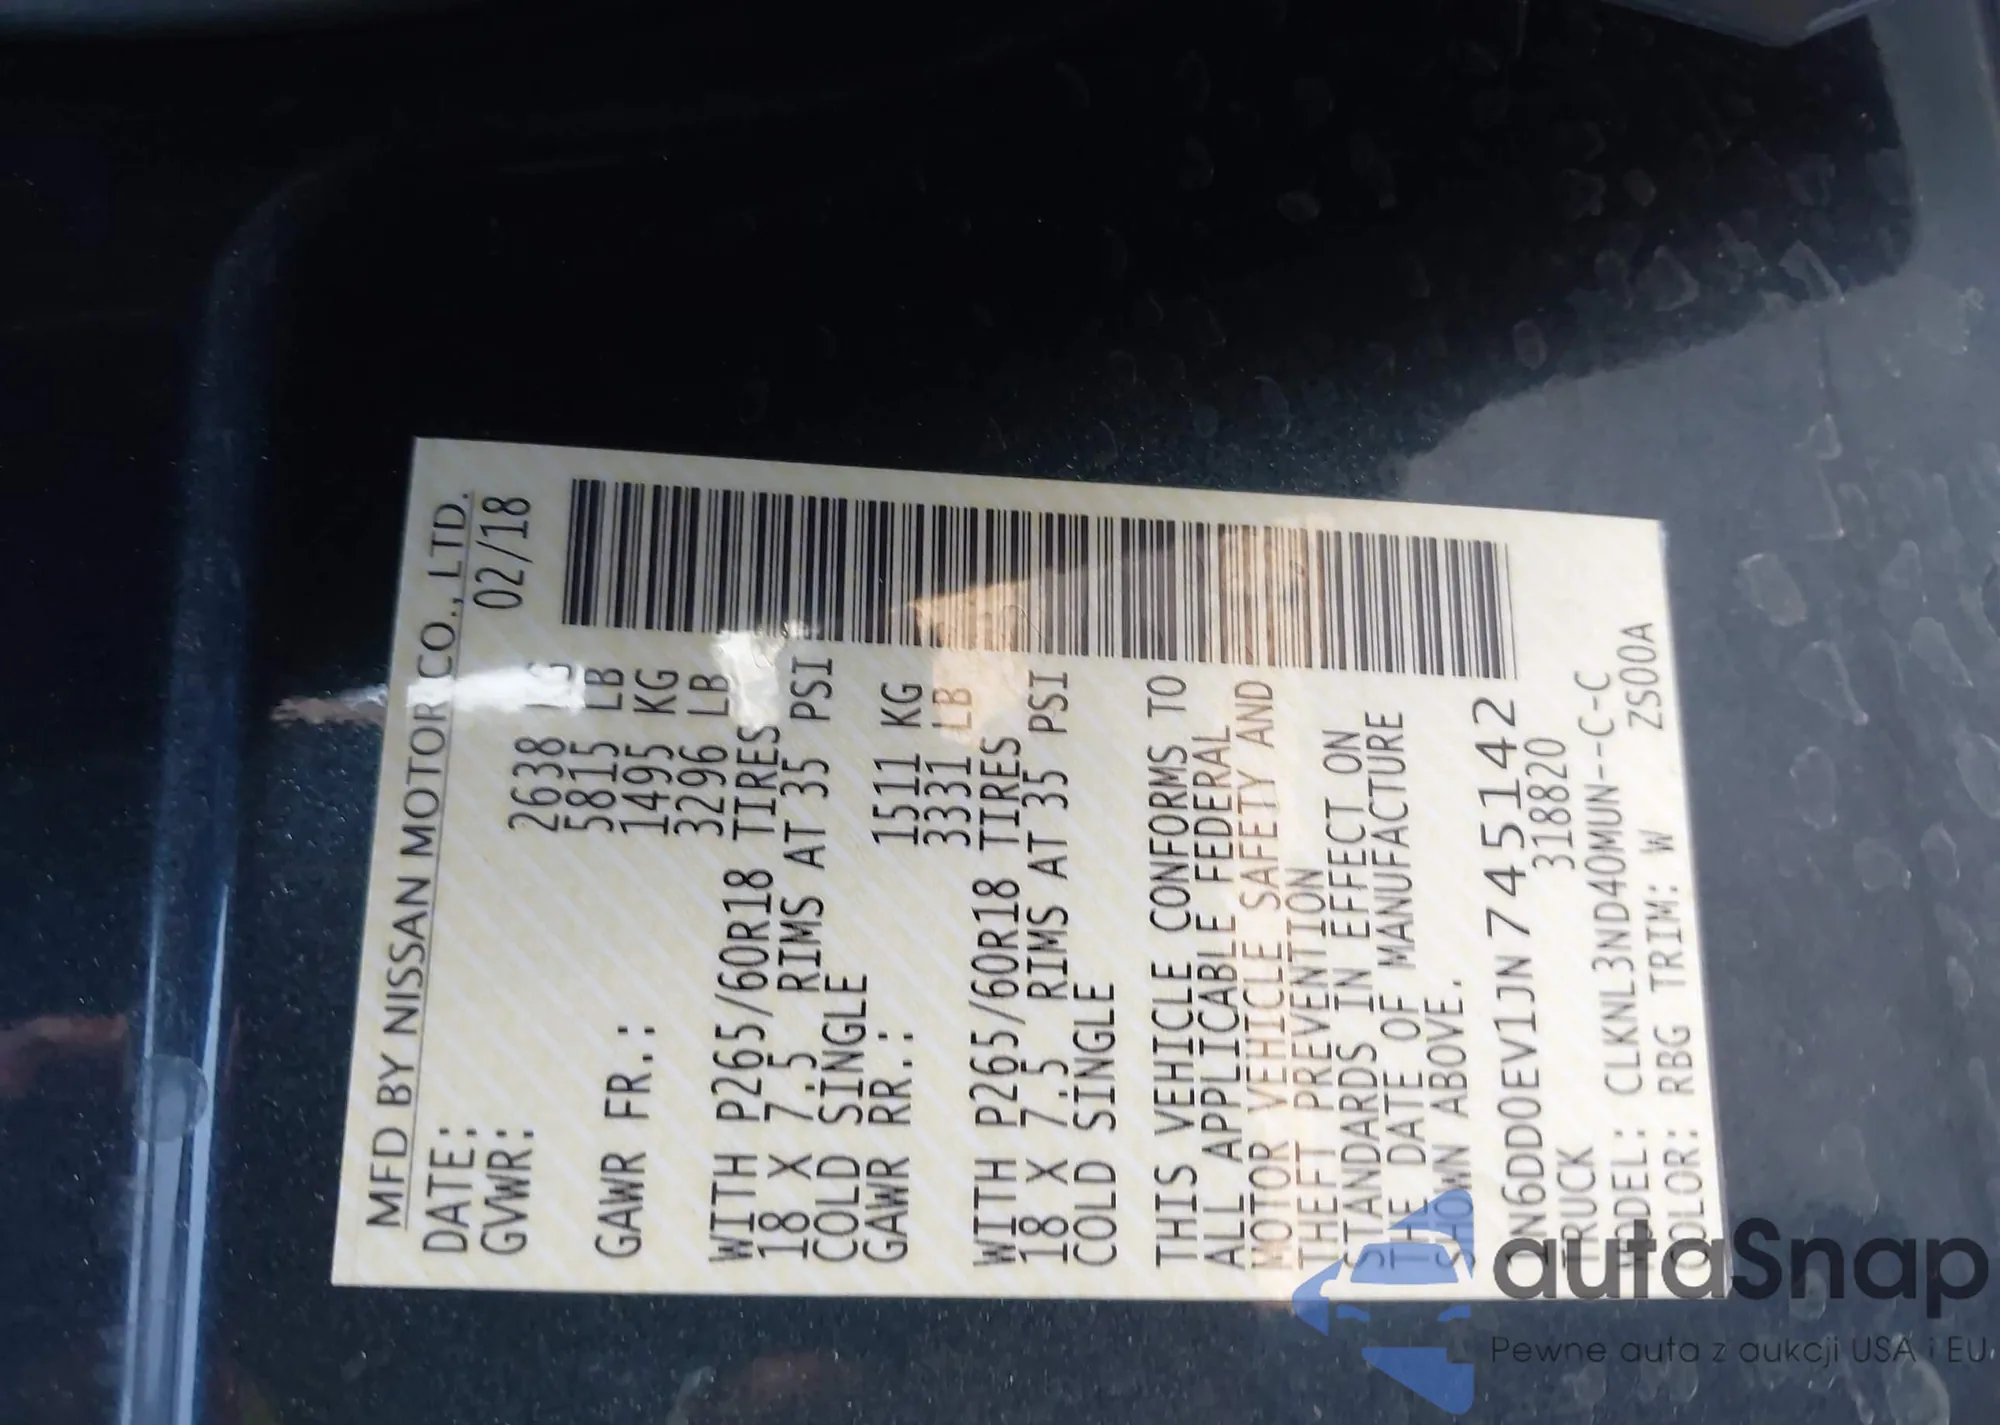 MFD BY NISSAN MOTOR CO., LTD.
DATE: 02/18
GVWR: 2638 KG
5815 LB
GAWR FR.: 1495 KG
3296 LB
WITH P265/60R18 TIRES
18 X 7.5 RIMS AT 35 PSI
COLD SINGLE
GAWR RR.: 1511 KG
3331 LB
WITH P265/60R18 TIRES
18 X 7.5 RIMS AT 35 PSI
COLD SINGLE
THIS VEHICLE CONFORMS TO
ALL APPLICABLE FEDERAL
MOTOR VEHICLE SAFETY AND
THEFT PREVENTION
STANDARDS IN EFFECT ON
THE DATE OF MANUFACTURE
SHOWN ABOVE.
1N6DD0EV1JN745142
TRUCK 318820
MODEL: CLKNL3ND40MUN--C-C
COLOR: RBG TRIM: W ZS00A
autaSnap
Pewne auta z aukcji USA i EU